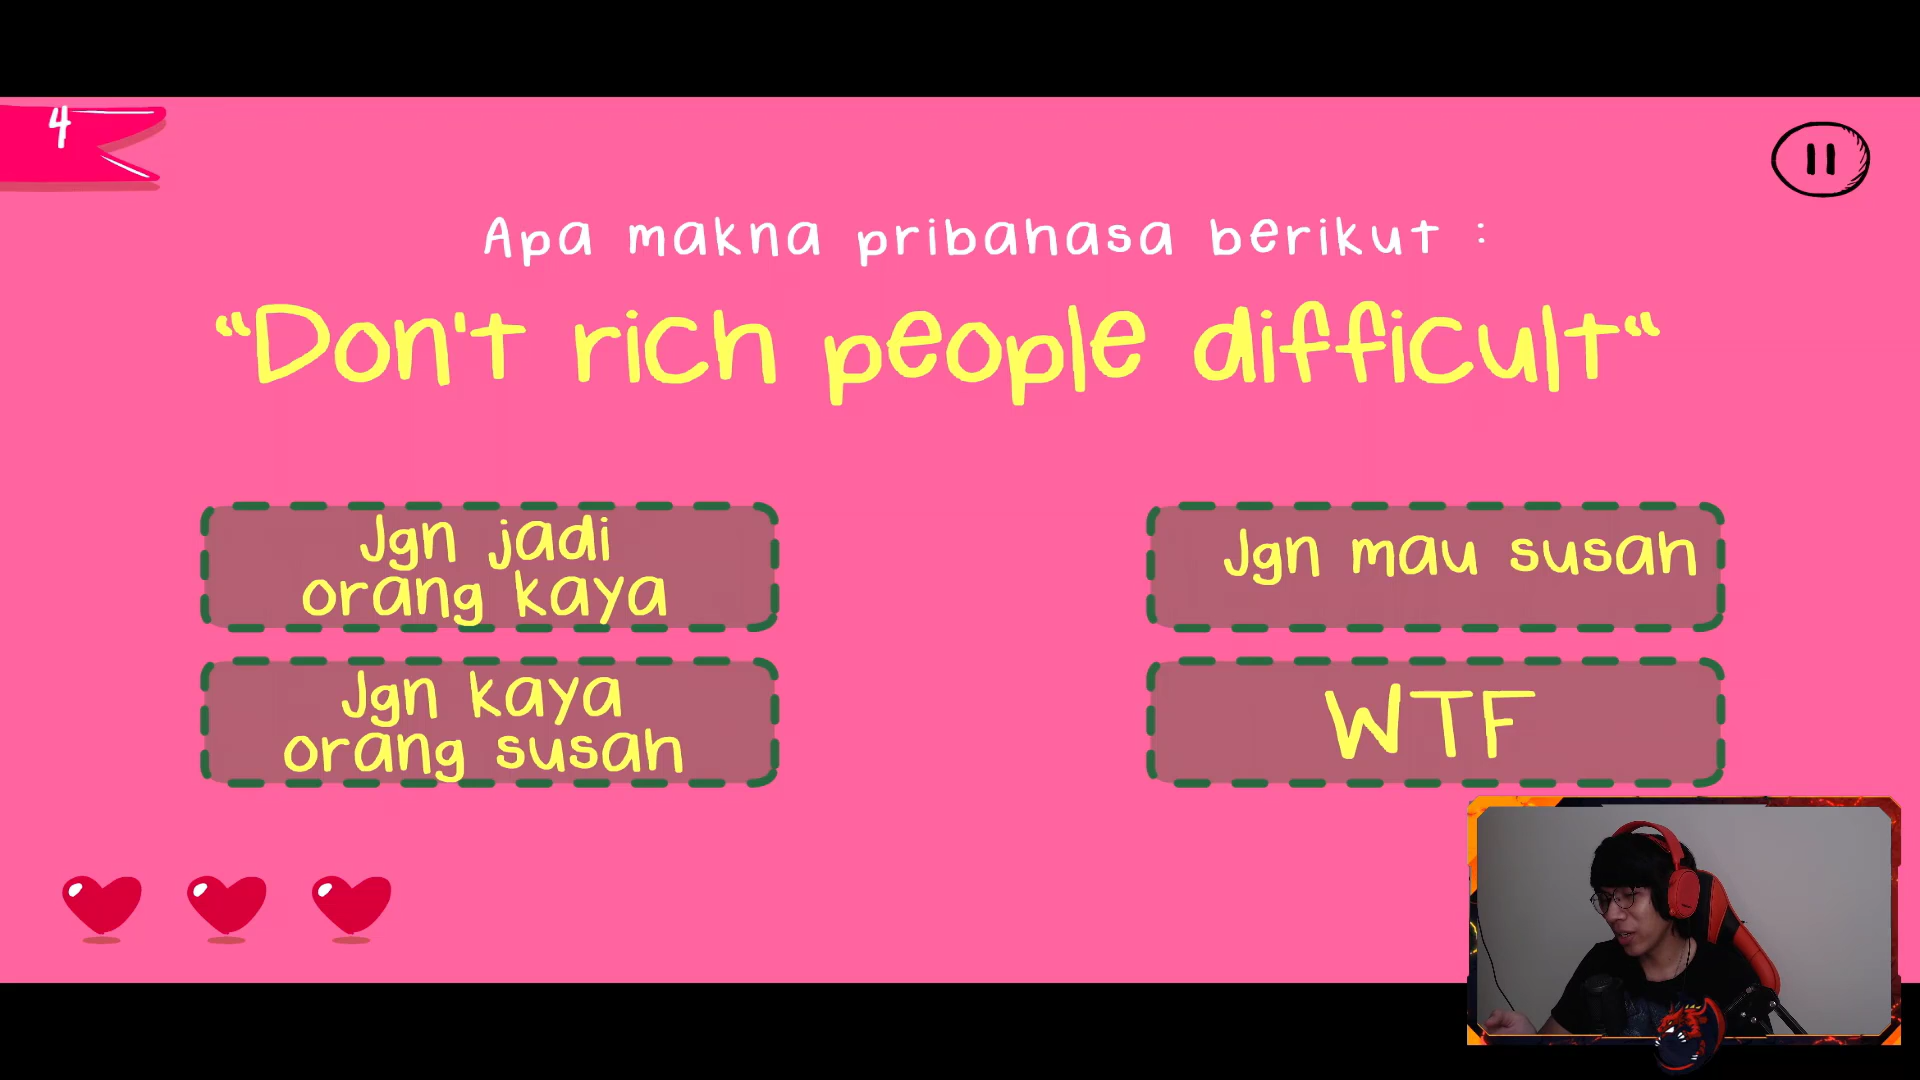 4
Apa makna pribahasa berikut :
“Don't rich people difficult“
Jgn jadi
orang kaya
Jgn mau susah
Jgn kaya
orang susah
WTF